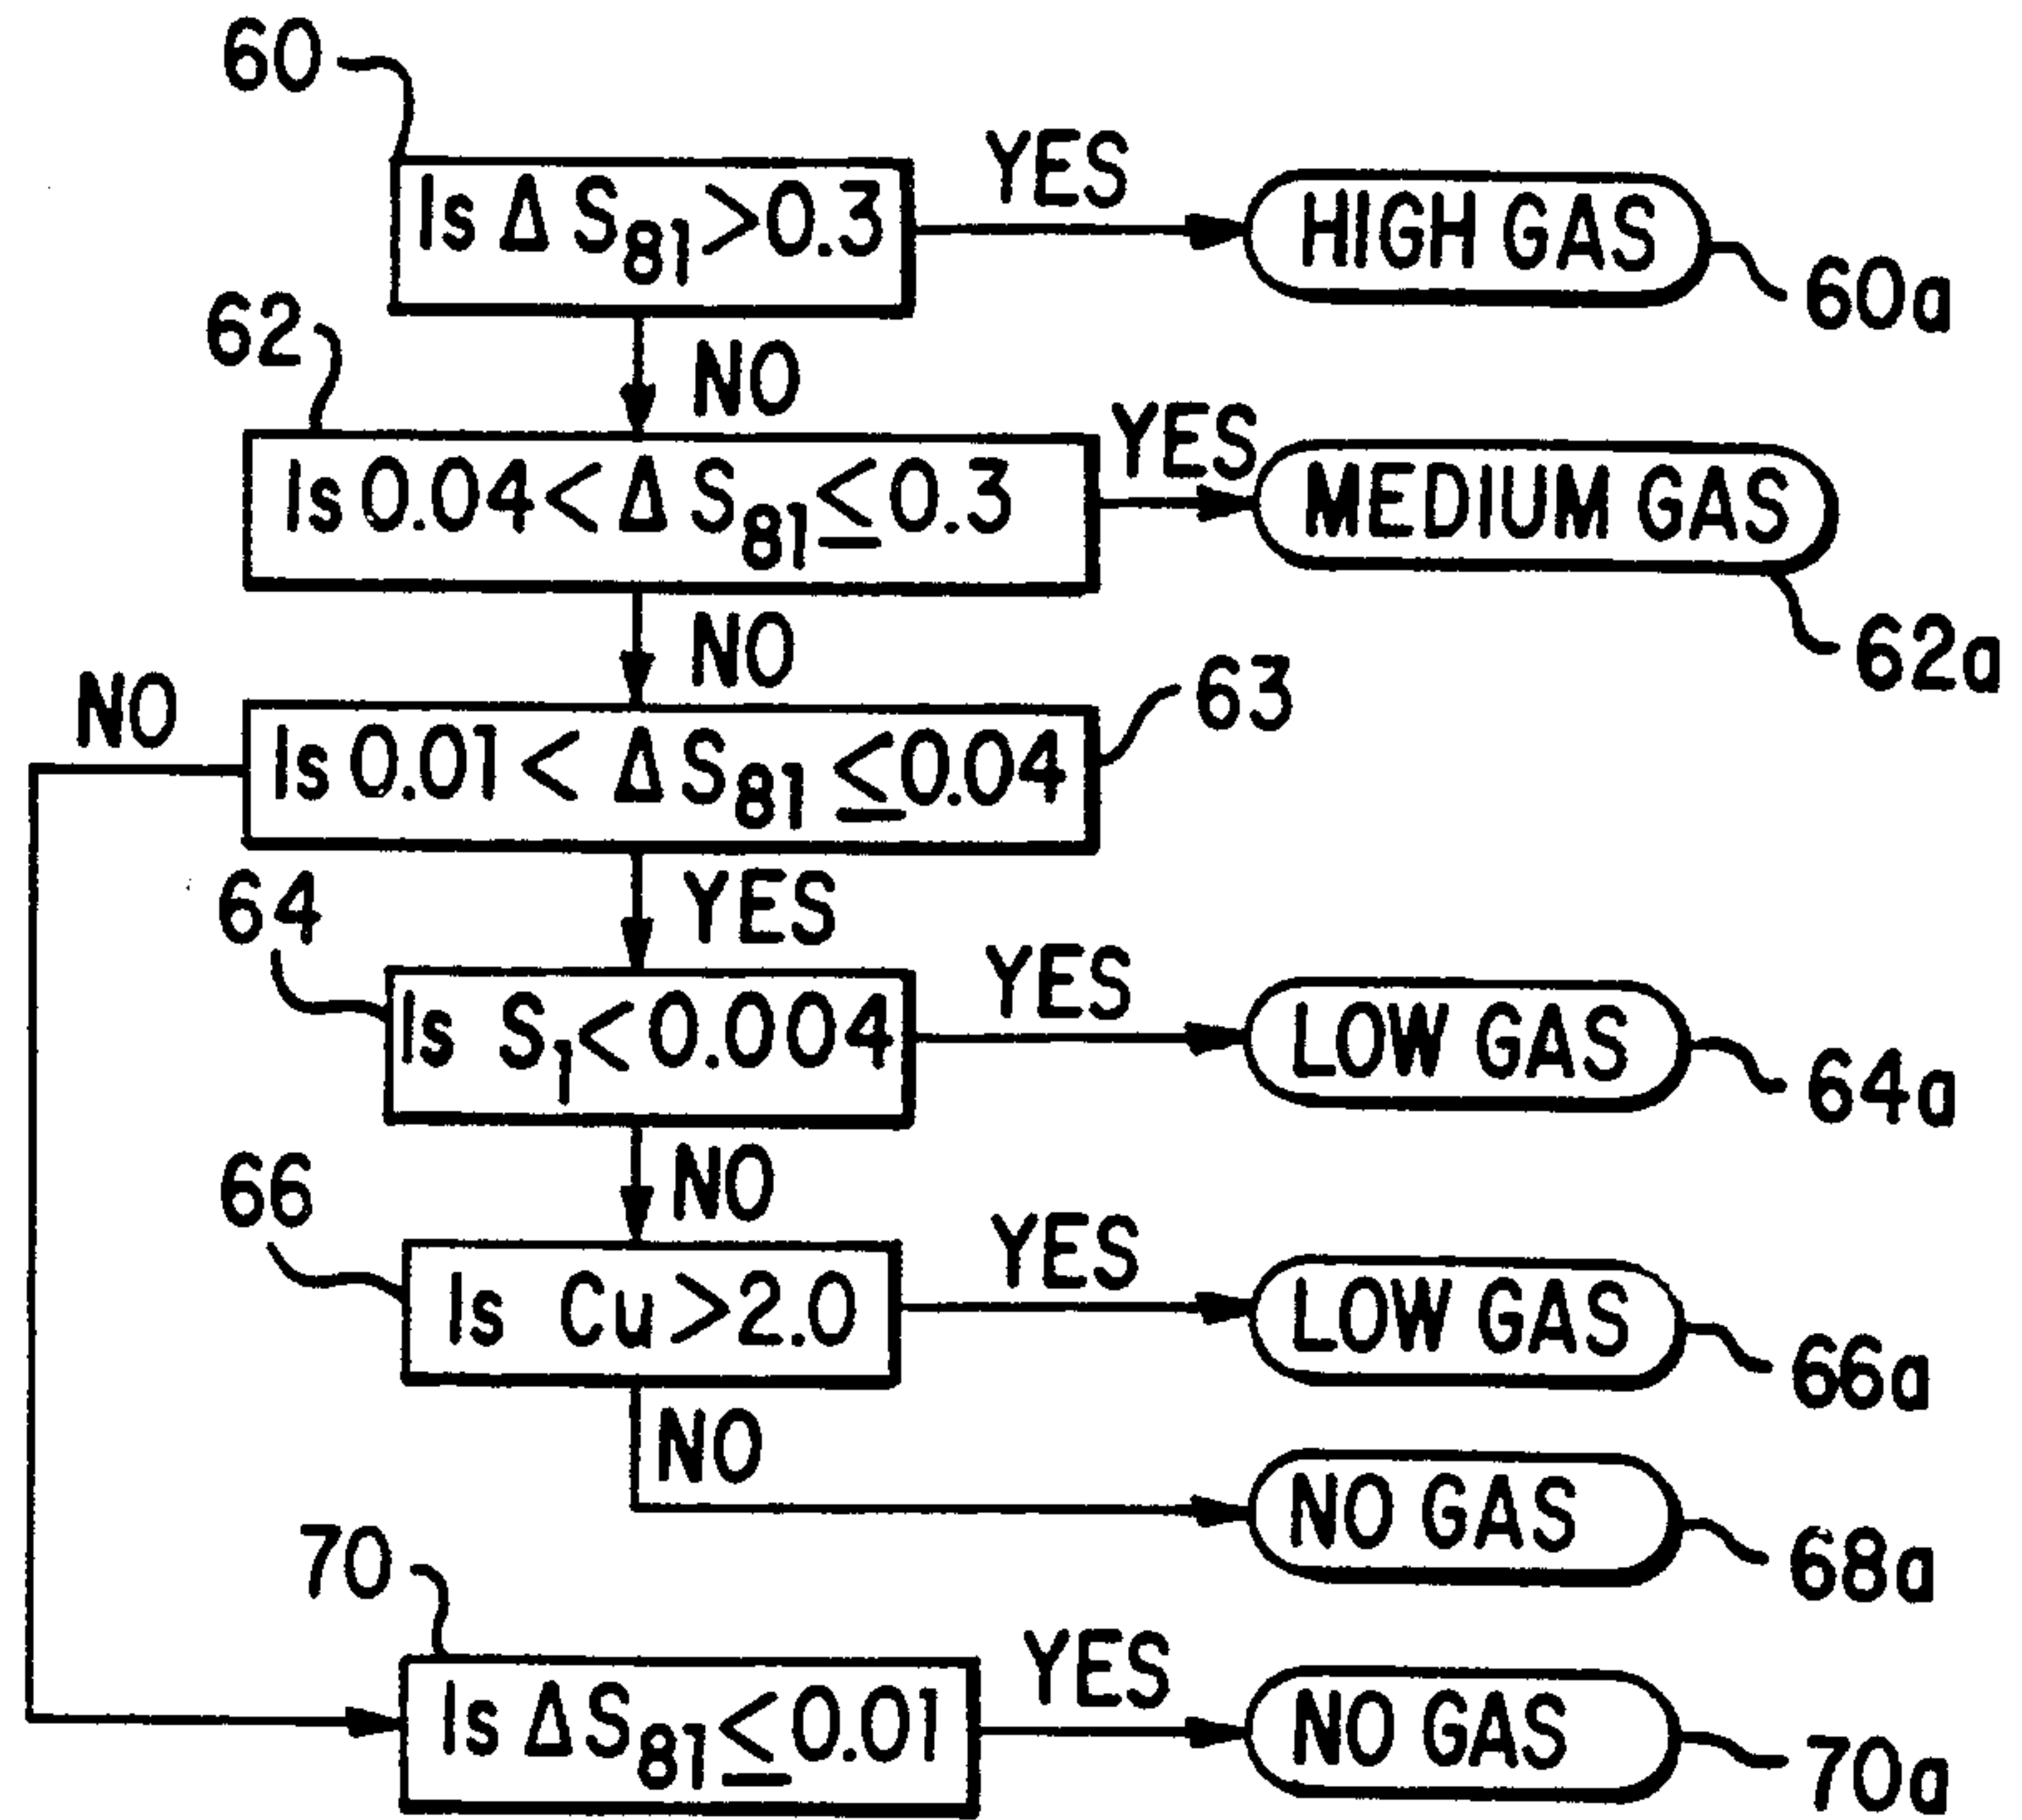 60
Is Δ S81>0.3
YES
HIGH GAS
60a
NO
62
Is 0.04< Δ S81≤0.3
YES
MEDIUM GAS
62a
NO
63
Is 0.01< Δ S81 ≤0.04
NO
YES
64
Is S1<0.004
YES
LOW GAS
64a
NO
66
Is Cu>2.0
YES
LOW GAS
66a
NO
NO GAS
68a
70
Is ΔS81≤0.01
YES
NO GAS
70a